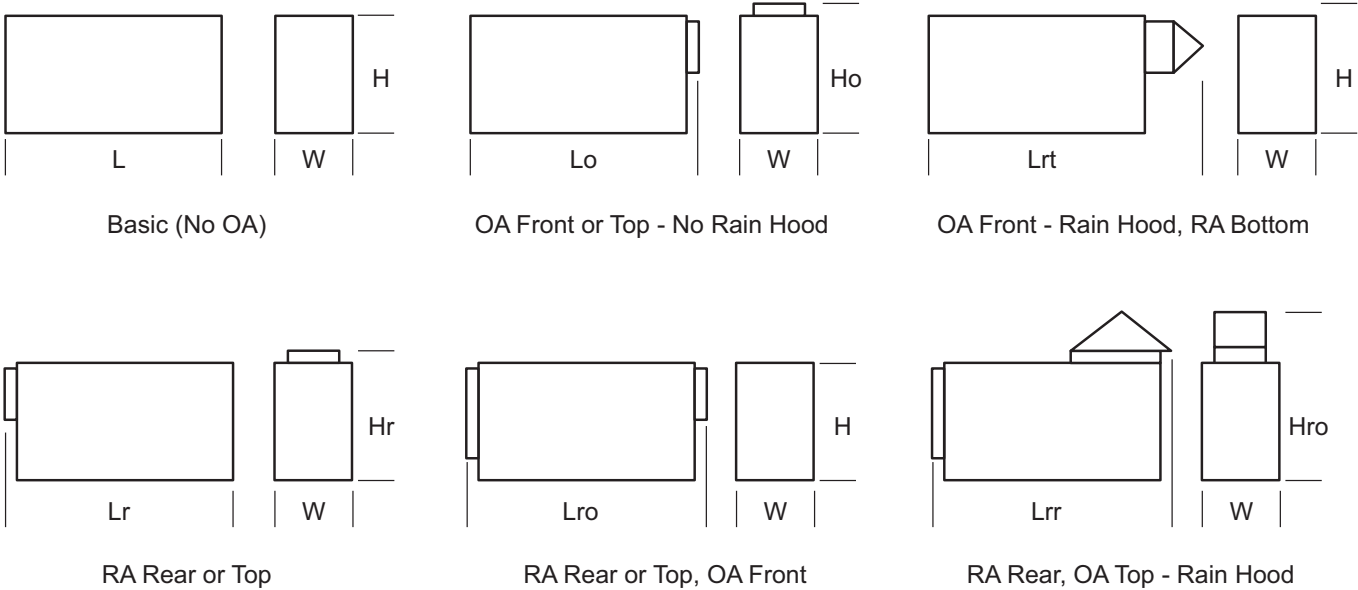 H
Ho
H
L
W
Lo
W
Lrt
W
Basic (No OA)
OA Front or Top - No Rain Hood
OA Front - Rain Hood, RA Bottom
Hr
H
Hro
Lr
W
Lro
W
Lrr
W
RA Rear or Top
RA Rear or Top, OA Front
RA Rear, OA Top - Rain Hood